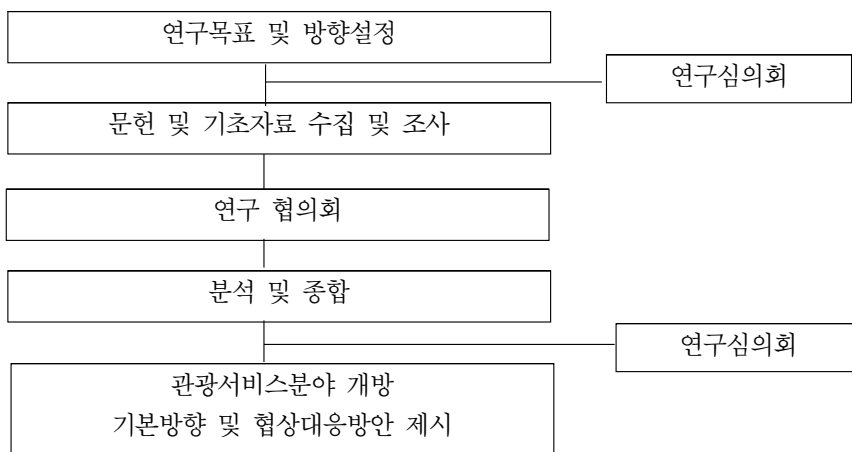 연구목표 및 방향설정
연구심의회
문헌 및 기초자료 수집 및 조사
연구 협의회
분석 및 종합
연구심의회
관광서비스분야 개방
기본방향 및 협상대응방안 제시